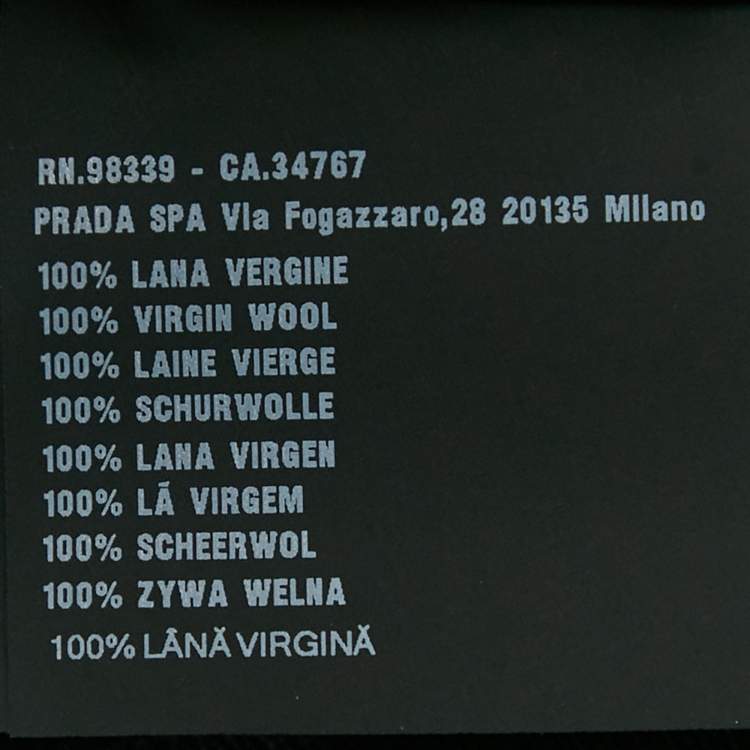 RN.98339 - CA.34767
PRADA SPA Via Fogazzaro,28 20135 Milano
100% LANA VERGINE
100% VIRGIN WOOL
100% LAINE VIERGE
100% SCHURWOLLE
100% LANA VIRGEN
100% LÃ VIRGEM
100% SCHEERWOL
100% ZYWA WELNA
100% LÂNĂ VIRGINĂ